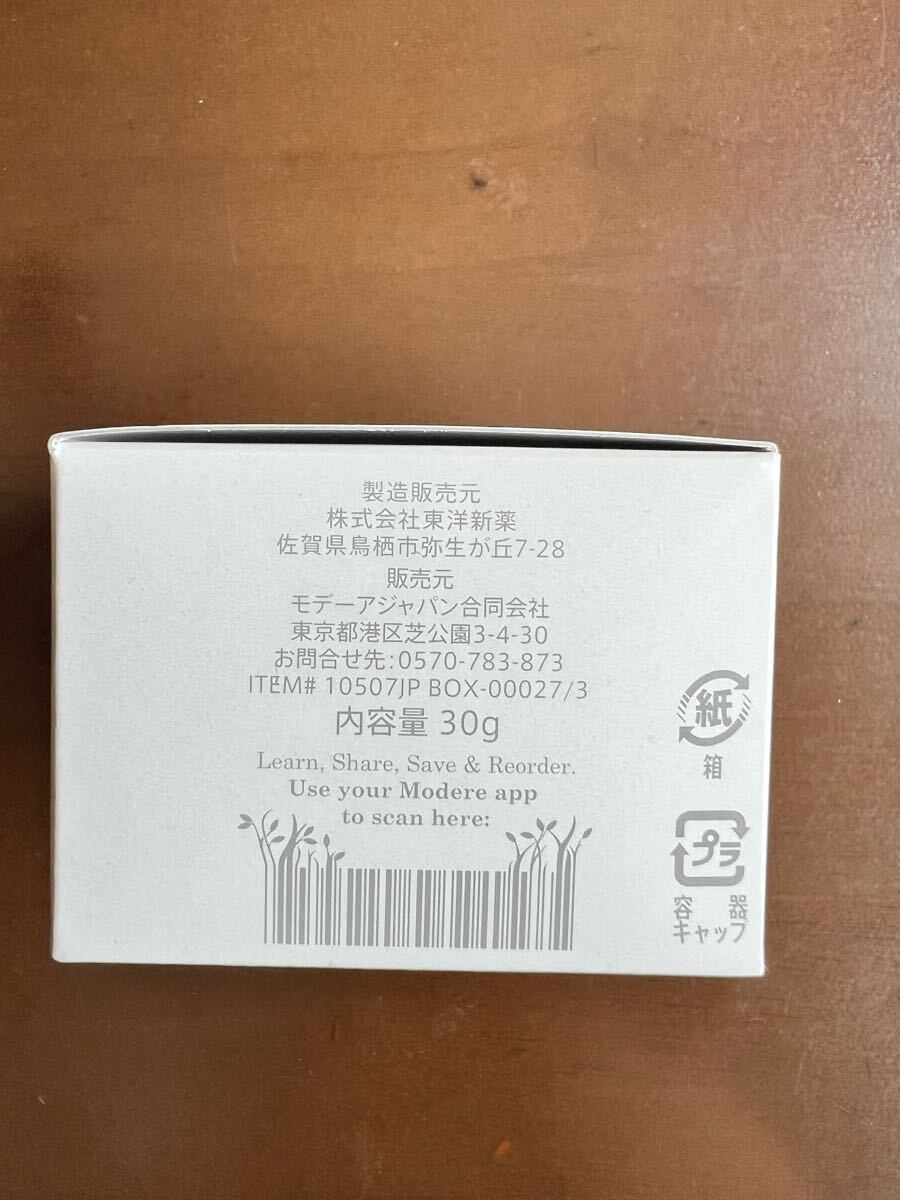 製造販売元
株式会社東洋新薬
佐賀県鳥栖市弥生が丘7-28
販売元
モデーアジャパン合同会社
東京都港区芝公園3-4-30
お問合せ先:0570-783-873
ITEM# 10507JP BOX-00027/3
内容量 30g
Learn, Share, Save & Reorder.
Use your Modere app
to scan here:
紙
箱
プラ
容器
キャップ